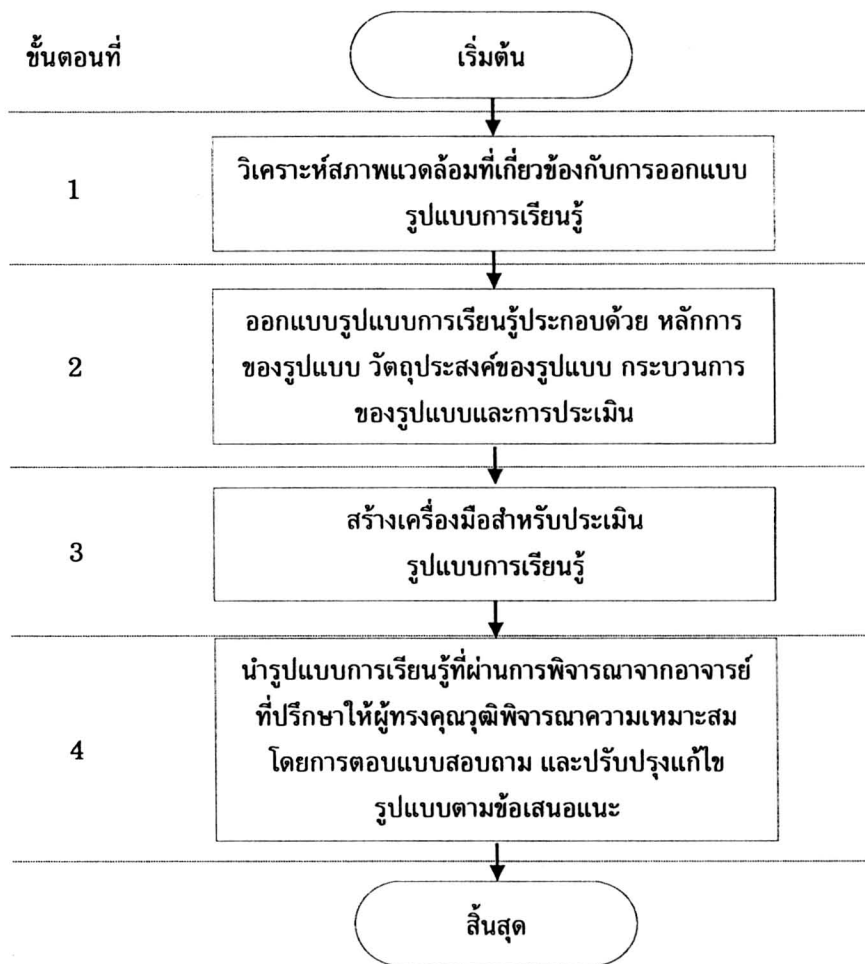 ขั้นตอนที่
เริ่มต้น
1
วิเคราะห์สภาพแวดล้อมที่เกี่ยวข้องกับการออกแบบ
รูปแบบการเรียนรู้
2
ออกแบบรูปแบบการเรียนรู้ประกอบด้วย หลักการ
ของรูปแบบ วัตถุประสงค์ของรูปแบบ กระบวนการ
ของรูปแบบและการประเมิน
3
สร้างเครื่องมือสำหรับประเมิน
รูปแบบการเรียนรู้
4
นำรูปแบบการเรียนรู้ที่ผ่านการพิจารณาจากอาจารย์
ที่ปรึกษาให้ผู้ทรงคุณวุฒิพิจารณาความเหมาะสม
โดยการตอบแบบสอบถาม และปรับปรุงแก้ไข
รูปแบบตามข้อเสนอแนะ
สิ้นสุด